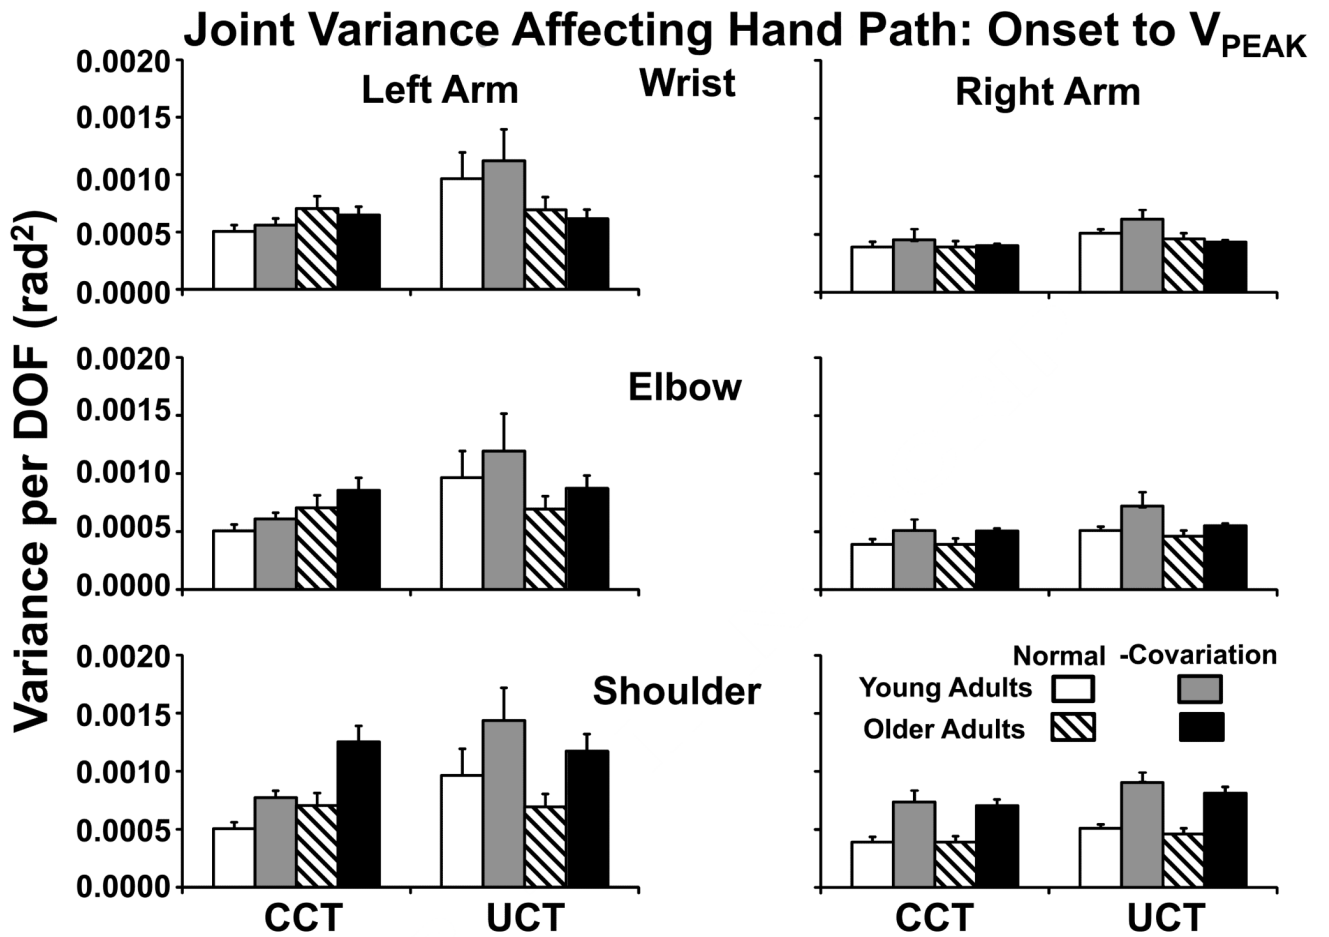 Joint Variance Affecting Hand Path: Onset to VPEAK
Variance per DOF (rad²)
Left Arm
Wrist
Right Arm
0.0020
0.0015
0.0010
0.0005
0.0000
Elbow
0.0020
0.0015
0.0010
0.0005
0.0000
Shoulder
0.0020
0.0015
0.0010
0.0005
0.0000
Normal -Covariation
Young Adults
Older Adults
CCT UCT CCT UCT